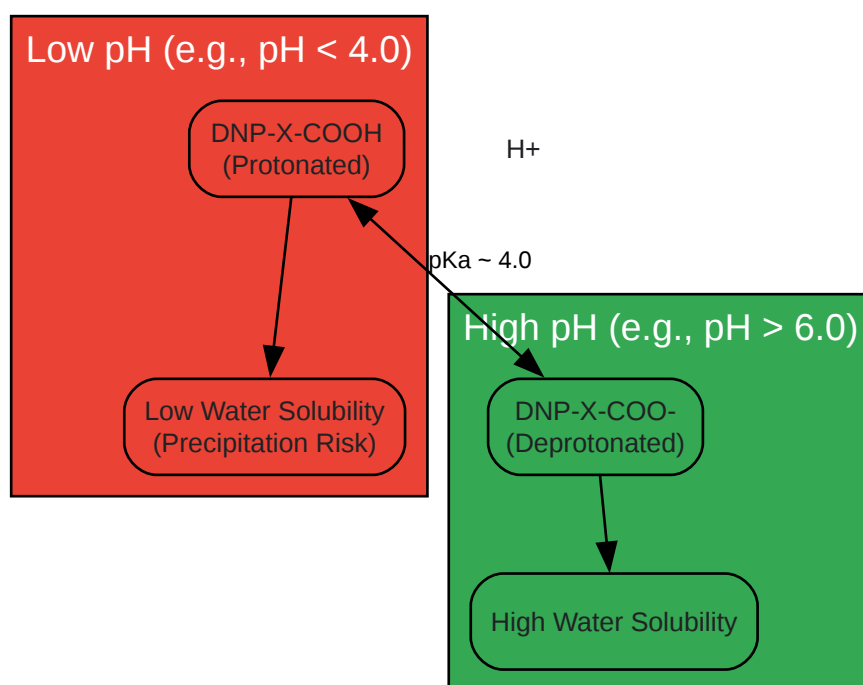 Low pH (e.g., pH < 4.0)
DNP-X-COOH
(Protonated)
H+
pKa ~ 4.0
High pH (e.g., pH > 6.0)
Low Water Solubility
(Precipitation Risk)
DNP-X-COO-
(Deprotonated)
High Water Solubility